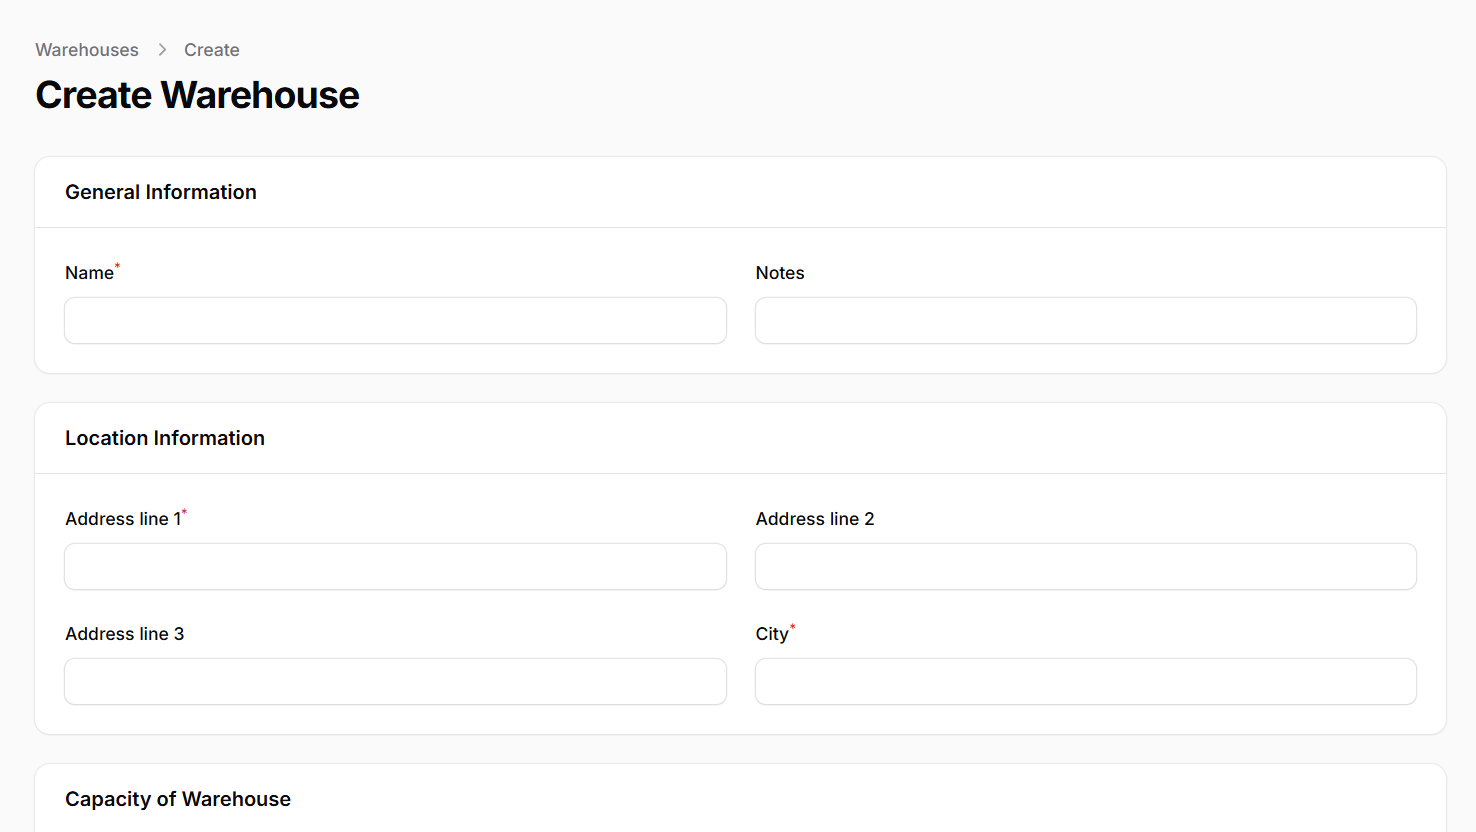 Warehouses > Create
Create Warehouse
General Information
Name* Notes
Location Information
Address line 1* Address line 2
Address line 3 City*
Capacity of Warehouse